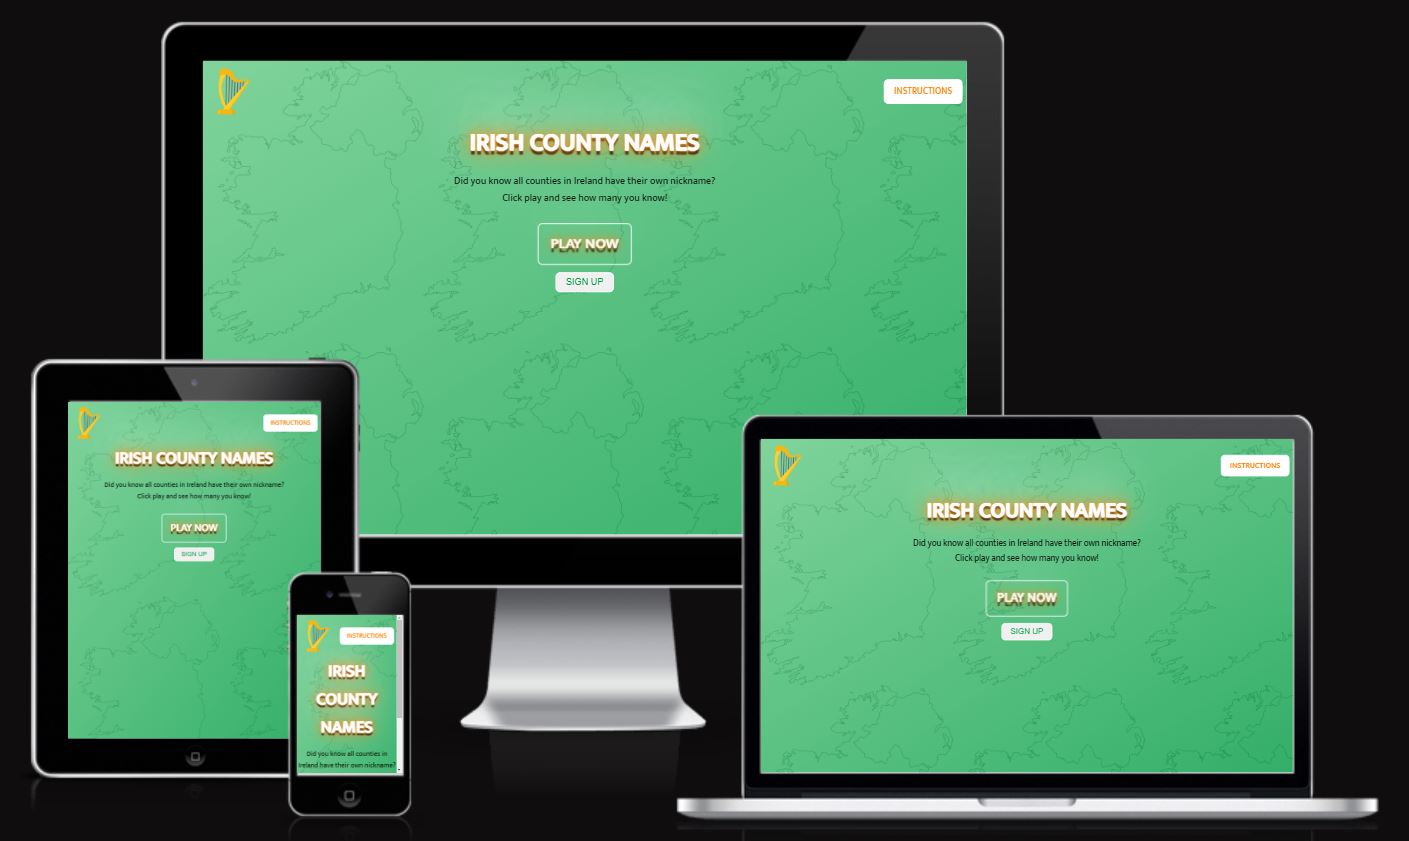 INSTRUCTIONS
IRISH COUNTY NAMES
Did you know all counties in Ireland have their own nickname?
Click play and see how many you know!
PLAY NOW
SIGN UP
INSTRUCTIONS
IRISH COUNTY NAMES
Did you know all counties in Ireland have their own nickname?
Click play and see how many you know!
PLAY NOW
SIGN UP
INSTRUCTIONS
IRISH
COUNTY
NAMES
Did you know all counties in
Ireland have their own nickname?
INSTRUCTIONS
IRISH COUNTY NAMES
Did you know all counties in Ireland have their own nickname?
Click play and see how many you know!
PLAY NOW
SIGN UP